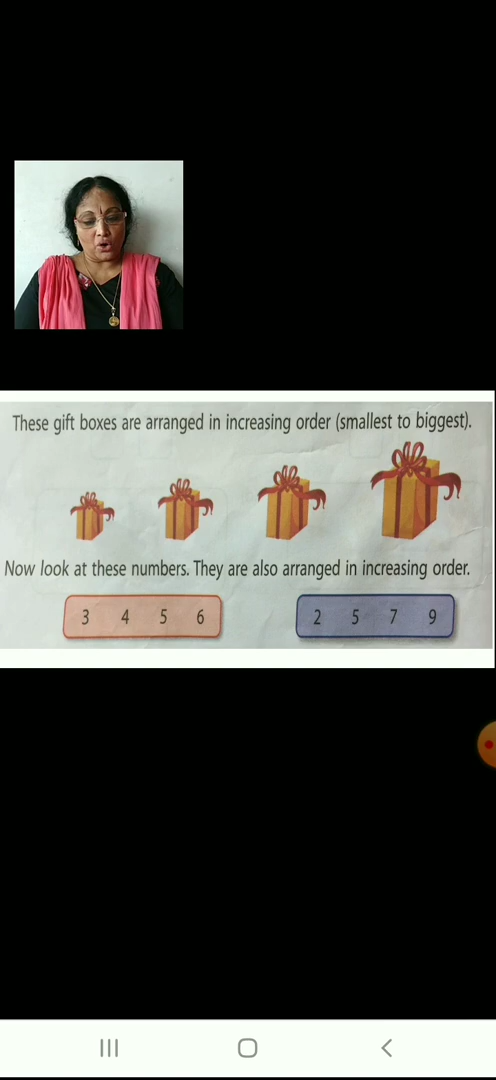 These gift boxes are arranged in increasing order (smallest to biggest).
Now look at these numbers. They are also arranged in increasing order.
3 4 5 6 2 5 7 9